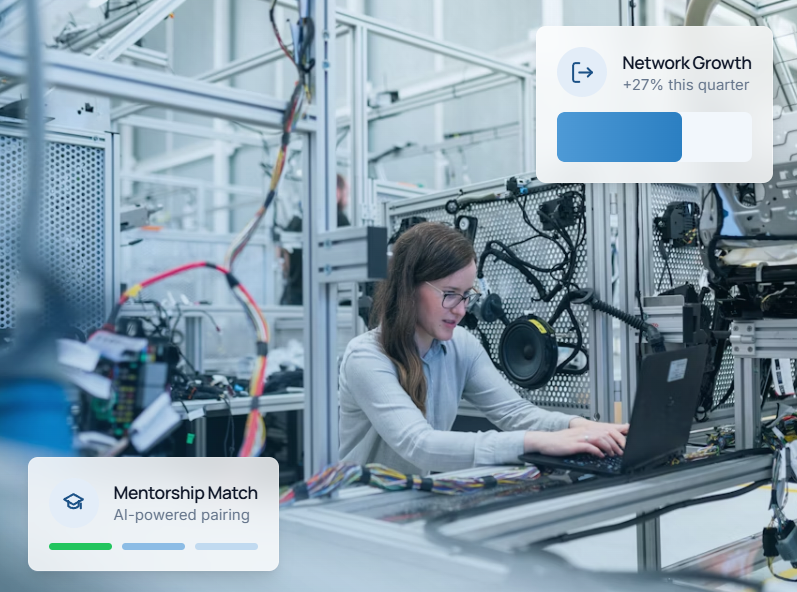 Network Growth
+27% this quarter
Mentorship Match
AI-powered pairing